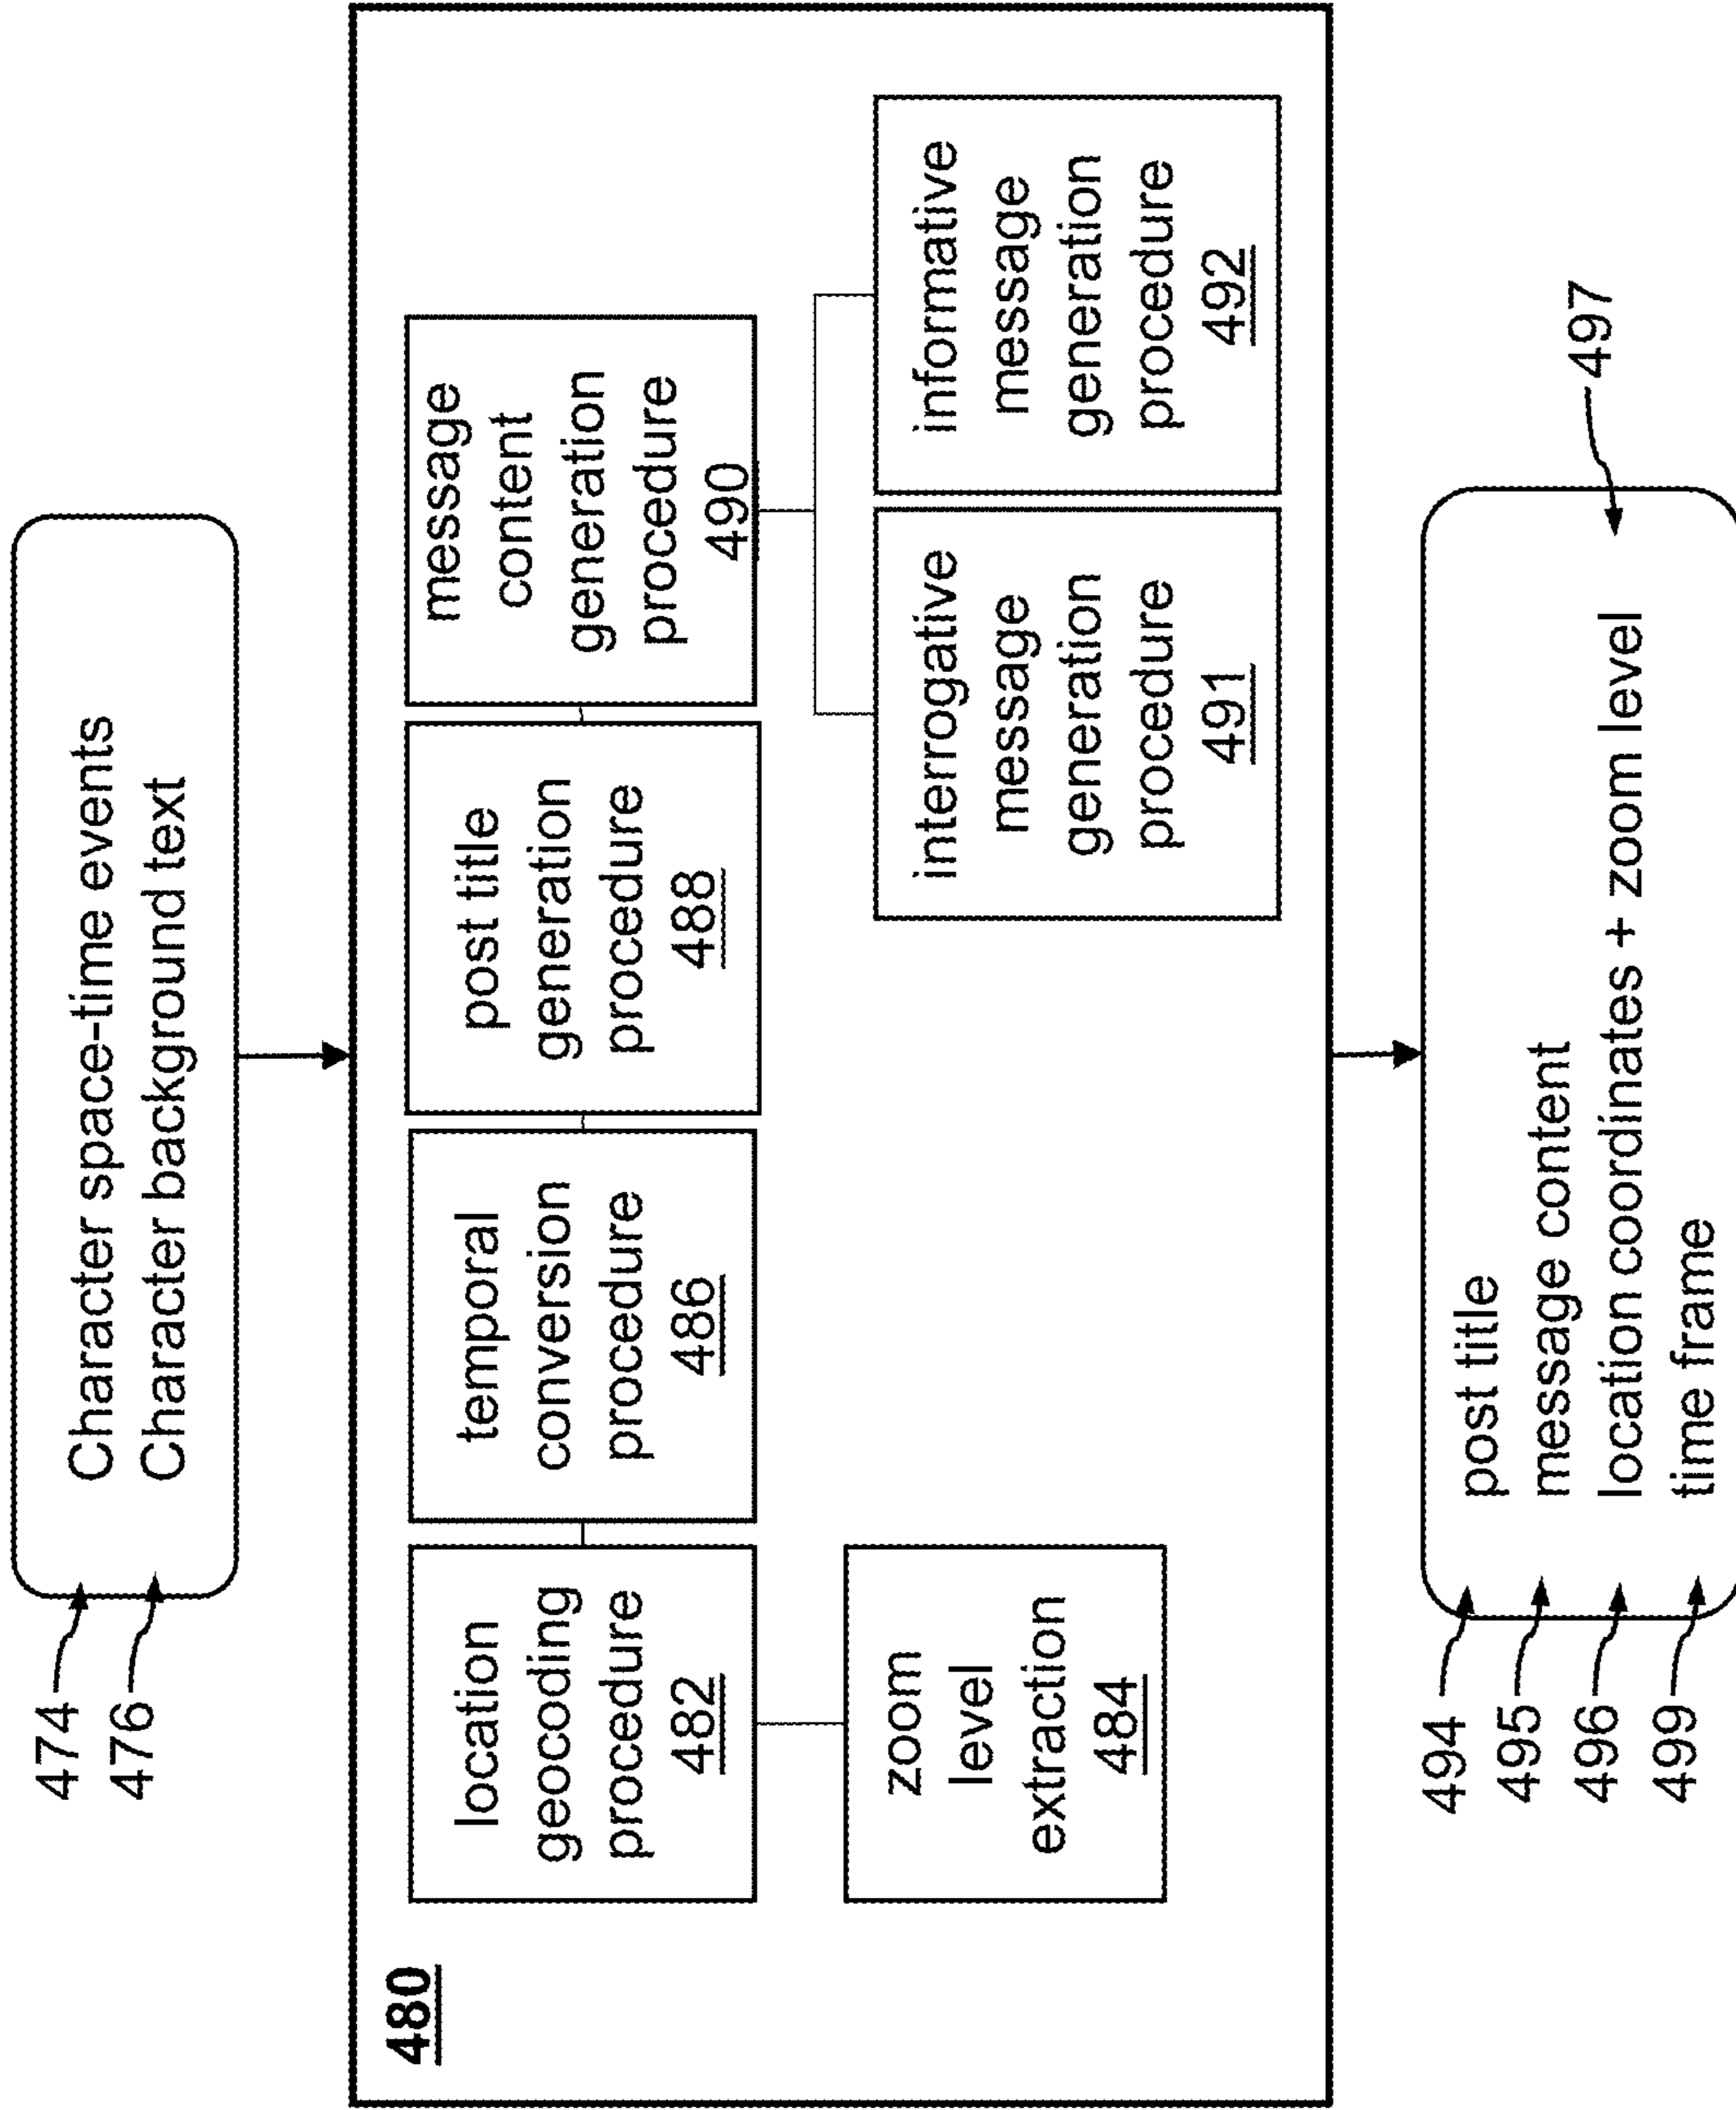 474
476
Character space-time events
Character background text
480
location
geocoding
procedure
482
temporal
conversion
procedure
486
post title
generation
procedure
488
message
content
generation
procedure
490
zoom
level
extraction
484
interrogative
message
generation
procedure
491
informative
message
generation
procedure
492
494
495
496
499
post title
message content
location coordinates + zoom level
time frame
497